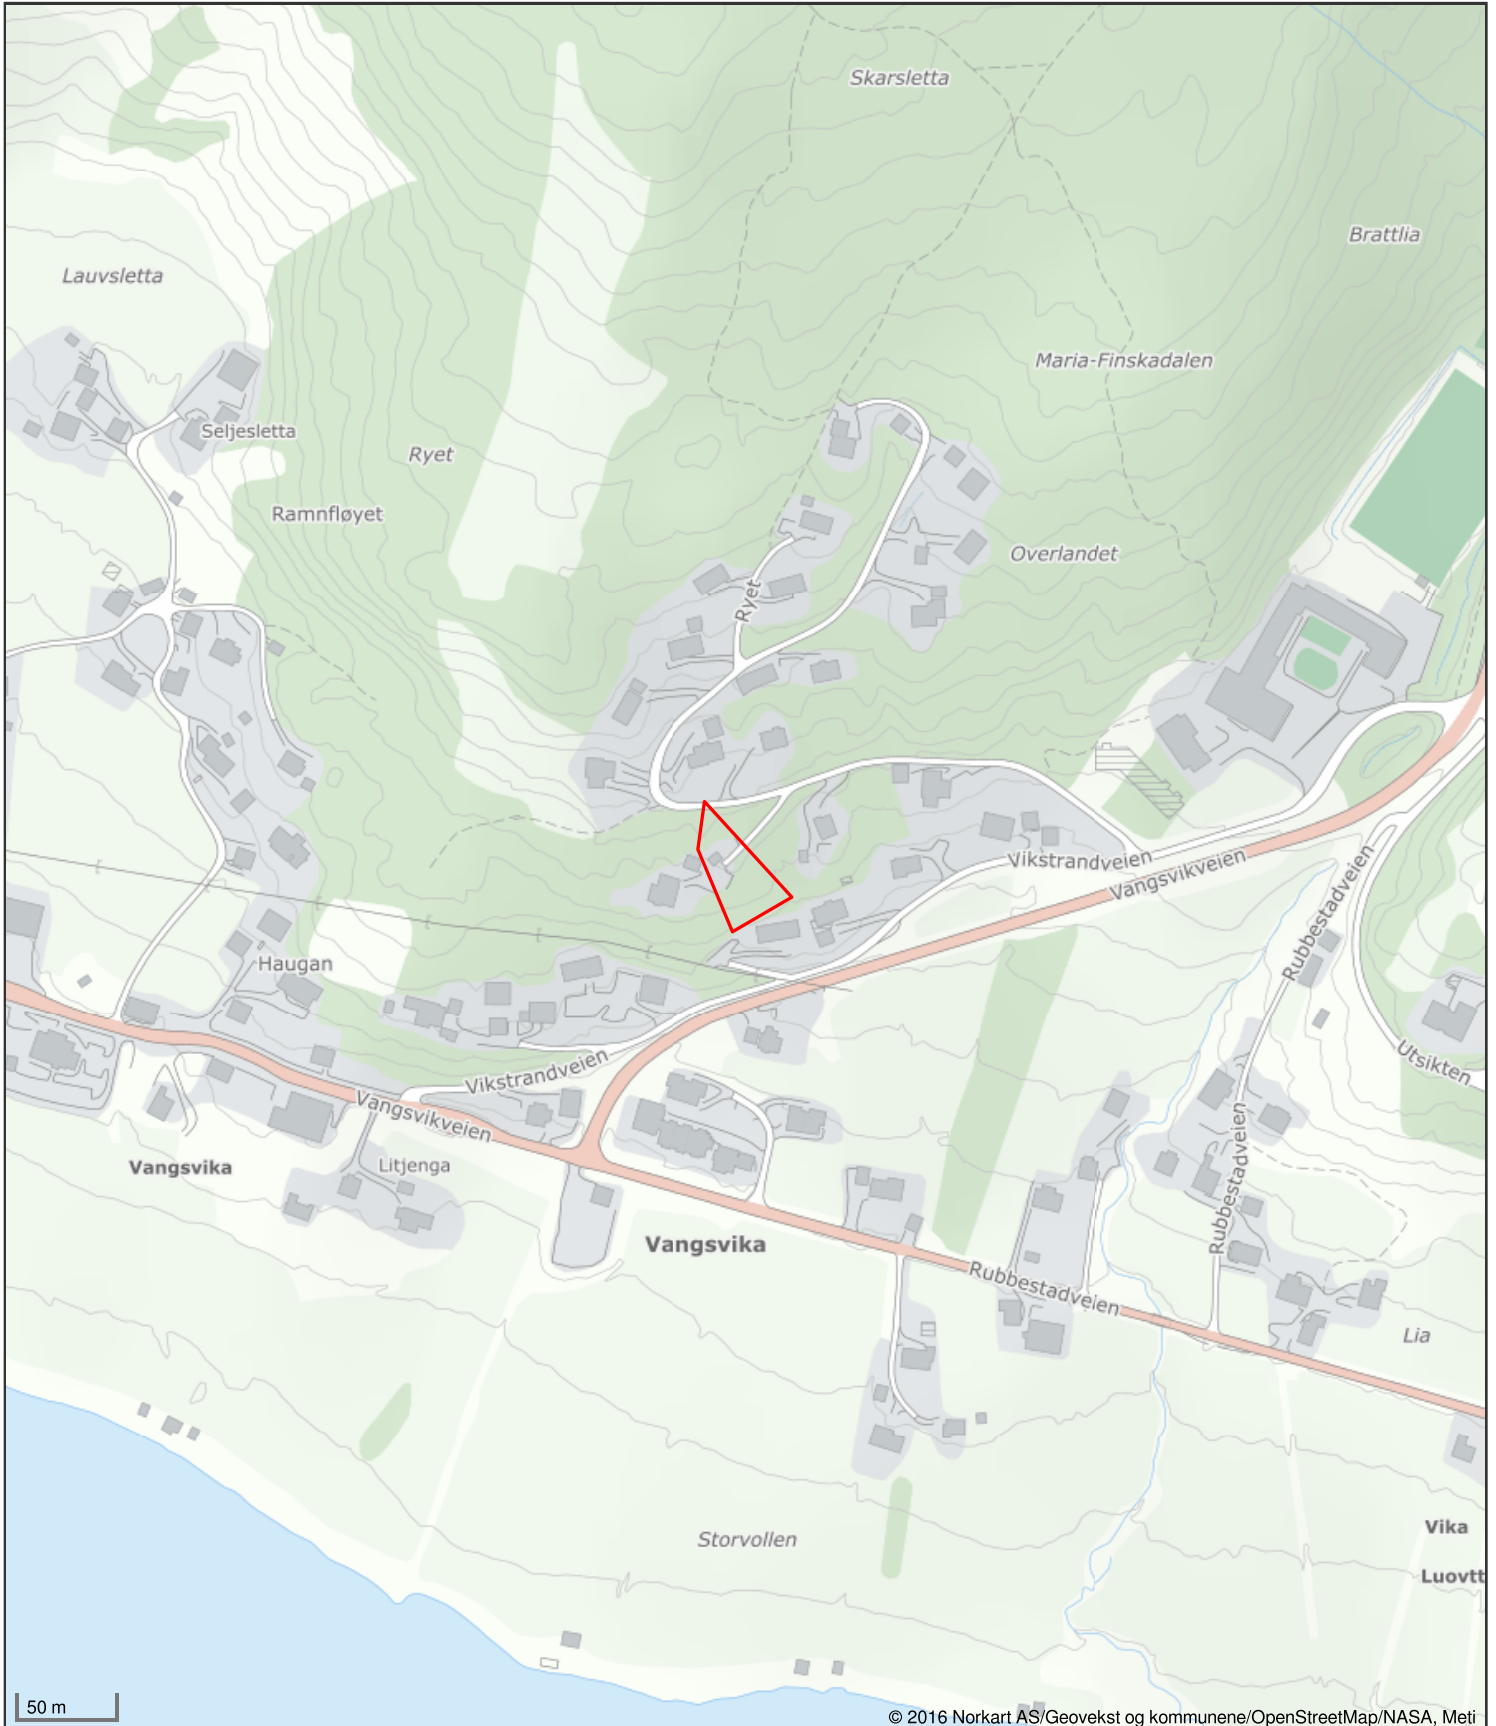 Skarsletta
Brattlia
Lauvsletta
Maria-Finskadalen
Seljesletta
Ryet
Ramnfløyet
Overlandet
Ryet
Vikstrandveien
Vangsvikveien
Rubbestadveien
Haugan
Utsikten
Vikstrandveien
Vangsvikveien
Vangsvika
Litjenga
Rubbestadveien
Vangsvika
Rubbestadveien
Lia
Vika
Storvollen
Luovtt
50 m
© 2016 Norkart AS/Geovekst og kommunene/OpenStreetMap/NASA, Meti